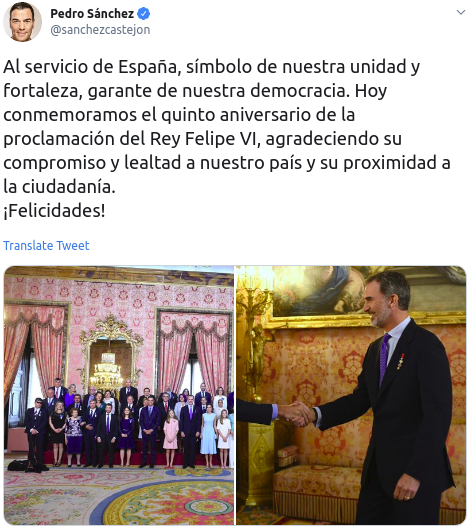 Pedro Sánchez
@sanchezcastejon
Al servicio de España, símbolo de nuestra unidad y
fortaleza, garante de nuestra democracia. Hoy
conmemoramos el quinto aniversario de la
proclamación del Rey Felipe VI, agradeciendo su
compromiso y lealtad a nuestro país y su proximidad a
la ciudadanía.
¡Felicidades!
Translate Tweet